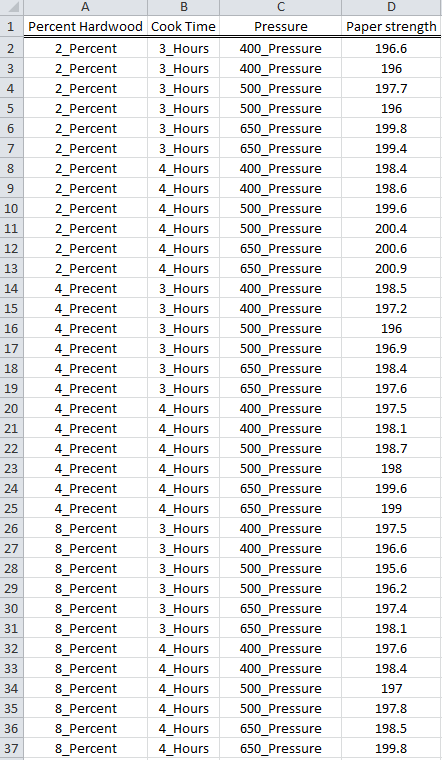 A B C D
1 Percent Hardwood Cook Time Pressure Paper strength
2 2_Percent 3_Hours 400_Pressure 196.6
3 2_Percent 3_Hours 400_Pressure 196
4 2_Percent 3_Hours 500_Pressure 197.7
5 2_Percent 3_Hours 500_Pressure 196
6 2_Percent 3_Hours 650_Pressure 199.8
7 2_Percent 3_Hours 650_Pressure 199.4
8 2_Percent 4_Hours 400_Pressure 198.4
9 2_Percent 4_Hours 400_Pressure 198.6
10 2_Percent 4_Hours 500_Pressure 199.6
11 2_Percent 4_Hours 500_Pressure 200.4
12 2_Percent 4_Hours 650_Pressure 200.6
13 2_Percent 4_Hours 650_Pressure 200.9
14 4_Precent 3_Hours 400_Pressure 198.5
15 4_Precent 3_Hours 400_Pressure 197.2
16 4_Precent 3_Hours 500_Pressure 196
17 4_Precent 3_Hours 500_Pressure 196.9
18 4_Precent 3_Hours 650_Pressure 198.4
19 4_Precent 3_Hours 650_Pressure 197.6
20 4_Precent 4_Hours 400_Pressure 197.5
21 4_Precent 4_Hours 400_Pressure 198.1
22 4_Precent 4_Hours 500_Pressure 198.7
23 4_Precent 4_Hours 500_Pressure 198
24 4_Precent 4_Hours 650_Pressure 199.6
25 4_Precent 4_Hours 650_Pressure 199
26 8_Percent 3_Hours 400_Pressure 197.5
27 8_Percent 3_Hours 400_Pressure 196.6
28 8_Percent 3_Hours 500_Pressure 195.6
29 8_Percent 3_Hours 500_Pressure 196.2
30 8_Percent 3_Hours 650_Pressure 197.4
31 8_Percent 3_Hours 650_Pressure 198.1
32 8_Percent 4_Hours 400_Pressure 197.6
33 8_Percent 4_Hours 400_Pressure 198.4
34 8_Percent 4_Hours 500_Pressure 197
35 8_Percent 4_Hours 500_Pressure 197.8
36 8_Percent 4_Hours 650_Pressure 198.5
37 8_Percent 4_Hours 650_Pressure 199.8